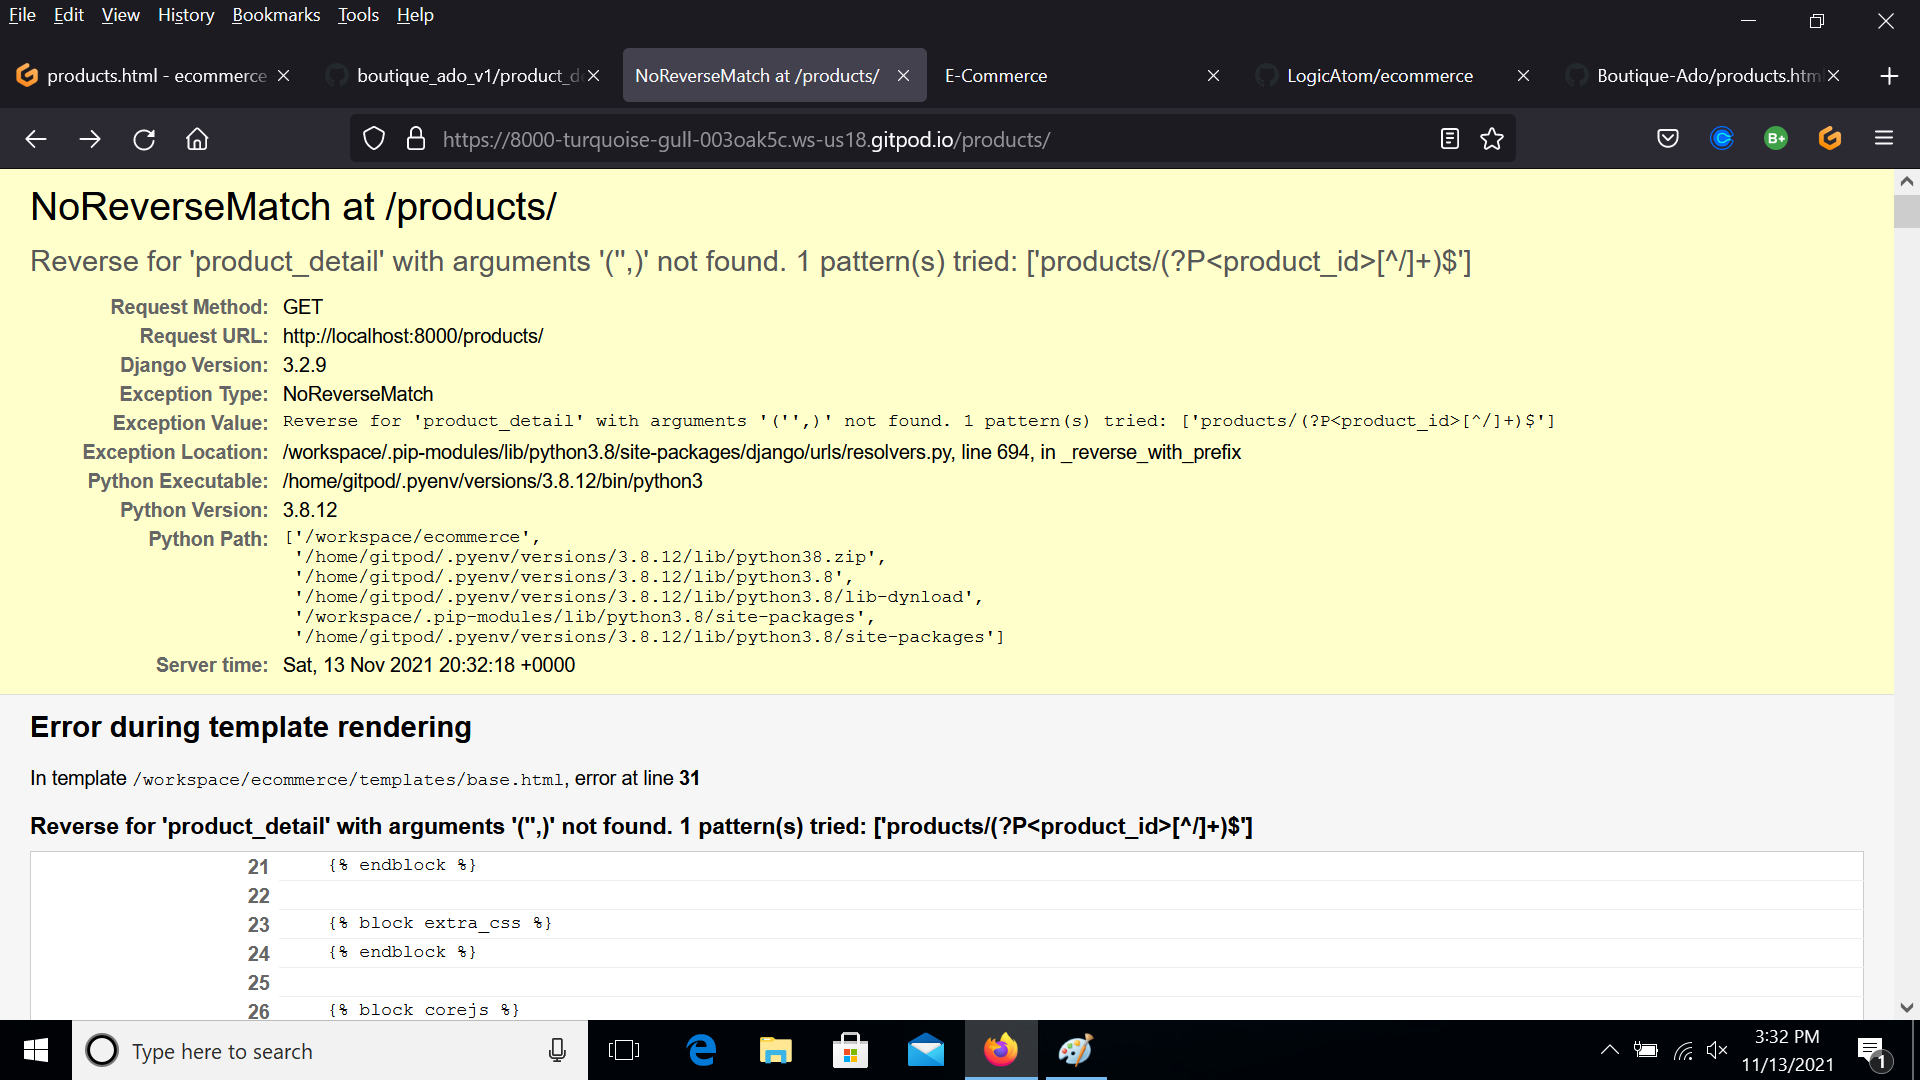 File Edit View History Bookmarks Tools Help
products.html - ecommerce
boutique_ado_v1/product_d
NoReverseMatch at /products/
E-Commerce
LogicAtom/ecommerce
Boutique-Ado/products.htm
https://8000-turquoise-gull-003oak5c.ws-us18.gitpod.io/products/
B+
NoReverseMatch at /products/
Reverse for 'product_detail' with arguments '('',)' not found. 1 pattern(s) tried: ['products/(?P<product_id>[^/]+)$']
Request Method: GET
Request URL: http://localhost:8000/products/
Django Version: 3.2.9
Exception Type: NoReverseMatch
Exception Value: Reverse for 'product_detail' with arguments '('',)' not found. 1 pattern(s) tried: ['products/(?P<product_id>[^/]+)$']
Exception Location: /workspace/.pip-modules/lib/python3.8/site-packages/django/urls/resolvers.py, line 694, in _reverse_with_prefix
Python Executable: /home/gitpod/.pyenv/versions/3.8.12/bin/python3
Python Version: 3.8.12
Python Path: ['/workspace/ecommerce',
'/home/gitpod/.pyenv/versions/3.8.12/lib/python38.zip',
'/home/gitpod/.pyenv/versions/3.8.12/lib/python3.8',
'/home/gitpod/.pyenv/versions/3.8.12/lib/python3.8/lib-dynload',
'/workspace/.pip-modules/lib/python3.8/site-packages',
'/home/gitpod/.pyenv/versions/3.8.12/lib/python3.8/site-packages']
Server time: Sat, 13 Nov 2021 20:32:18 +0000
Error during template rendering
In template /workspace/ecommerce/templates/base.html, error at line 31
Reverse for 'product_detail' with arguments '('',)' not found. 1 pattern(s) tried: ['products/(?P<product_id>[^/]+)$']
21 {% endblock %}
22
23 {% block extra_css %}
24 {% endblock %}
25
26 {% block corejs %}
Type here to search
3:32 PM
11/13/2021
1